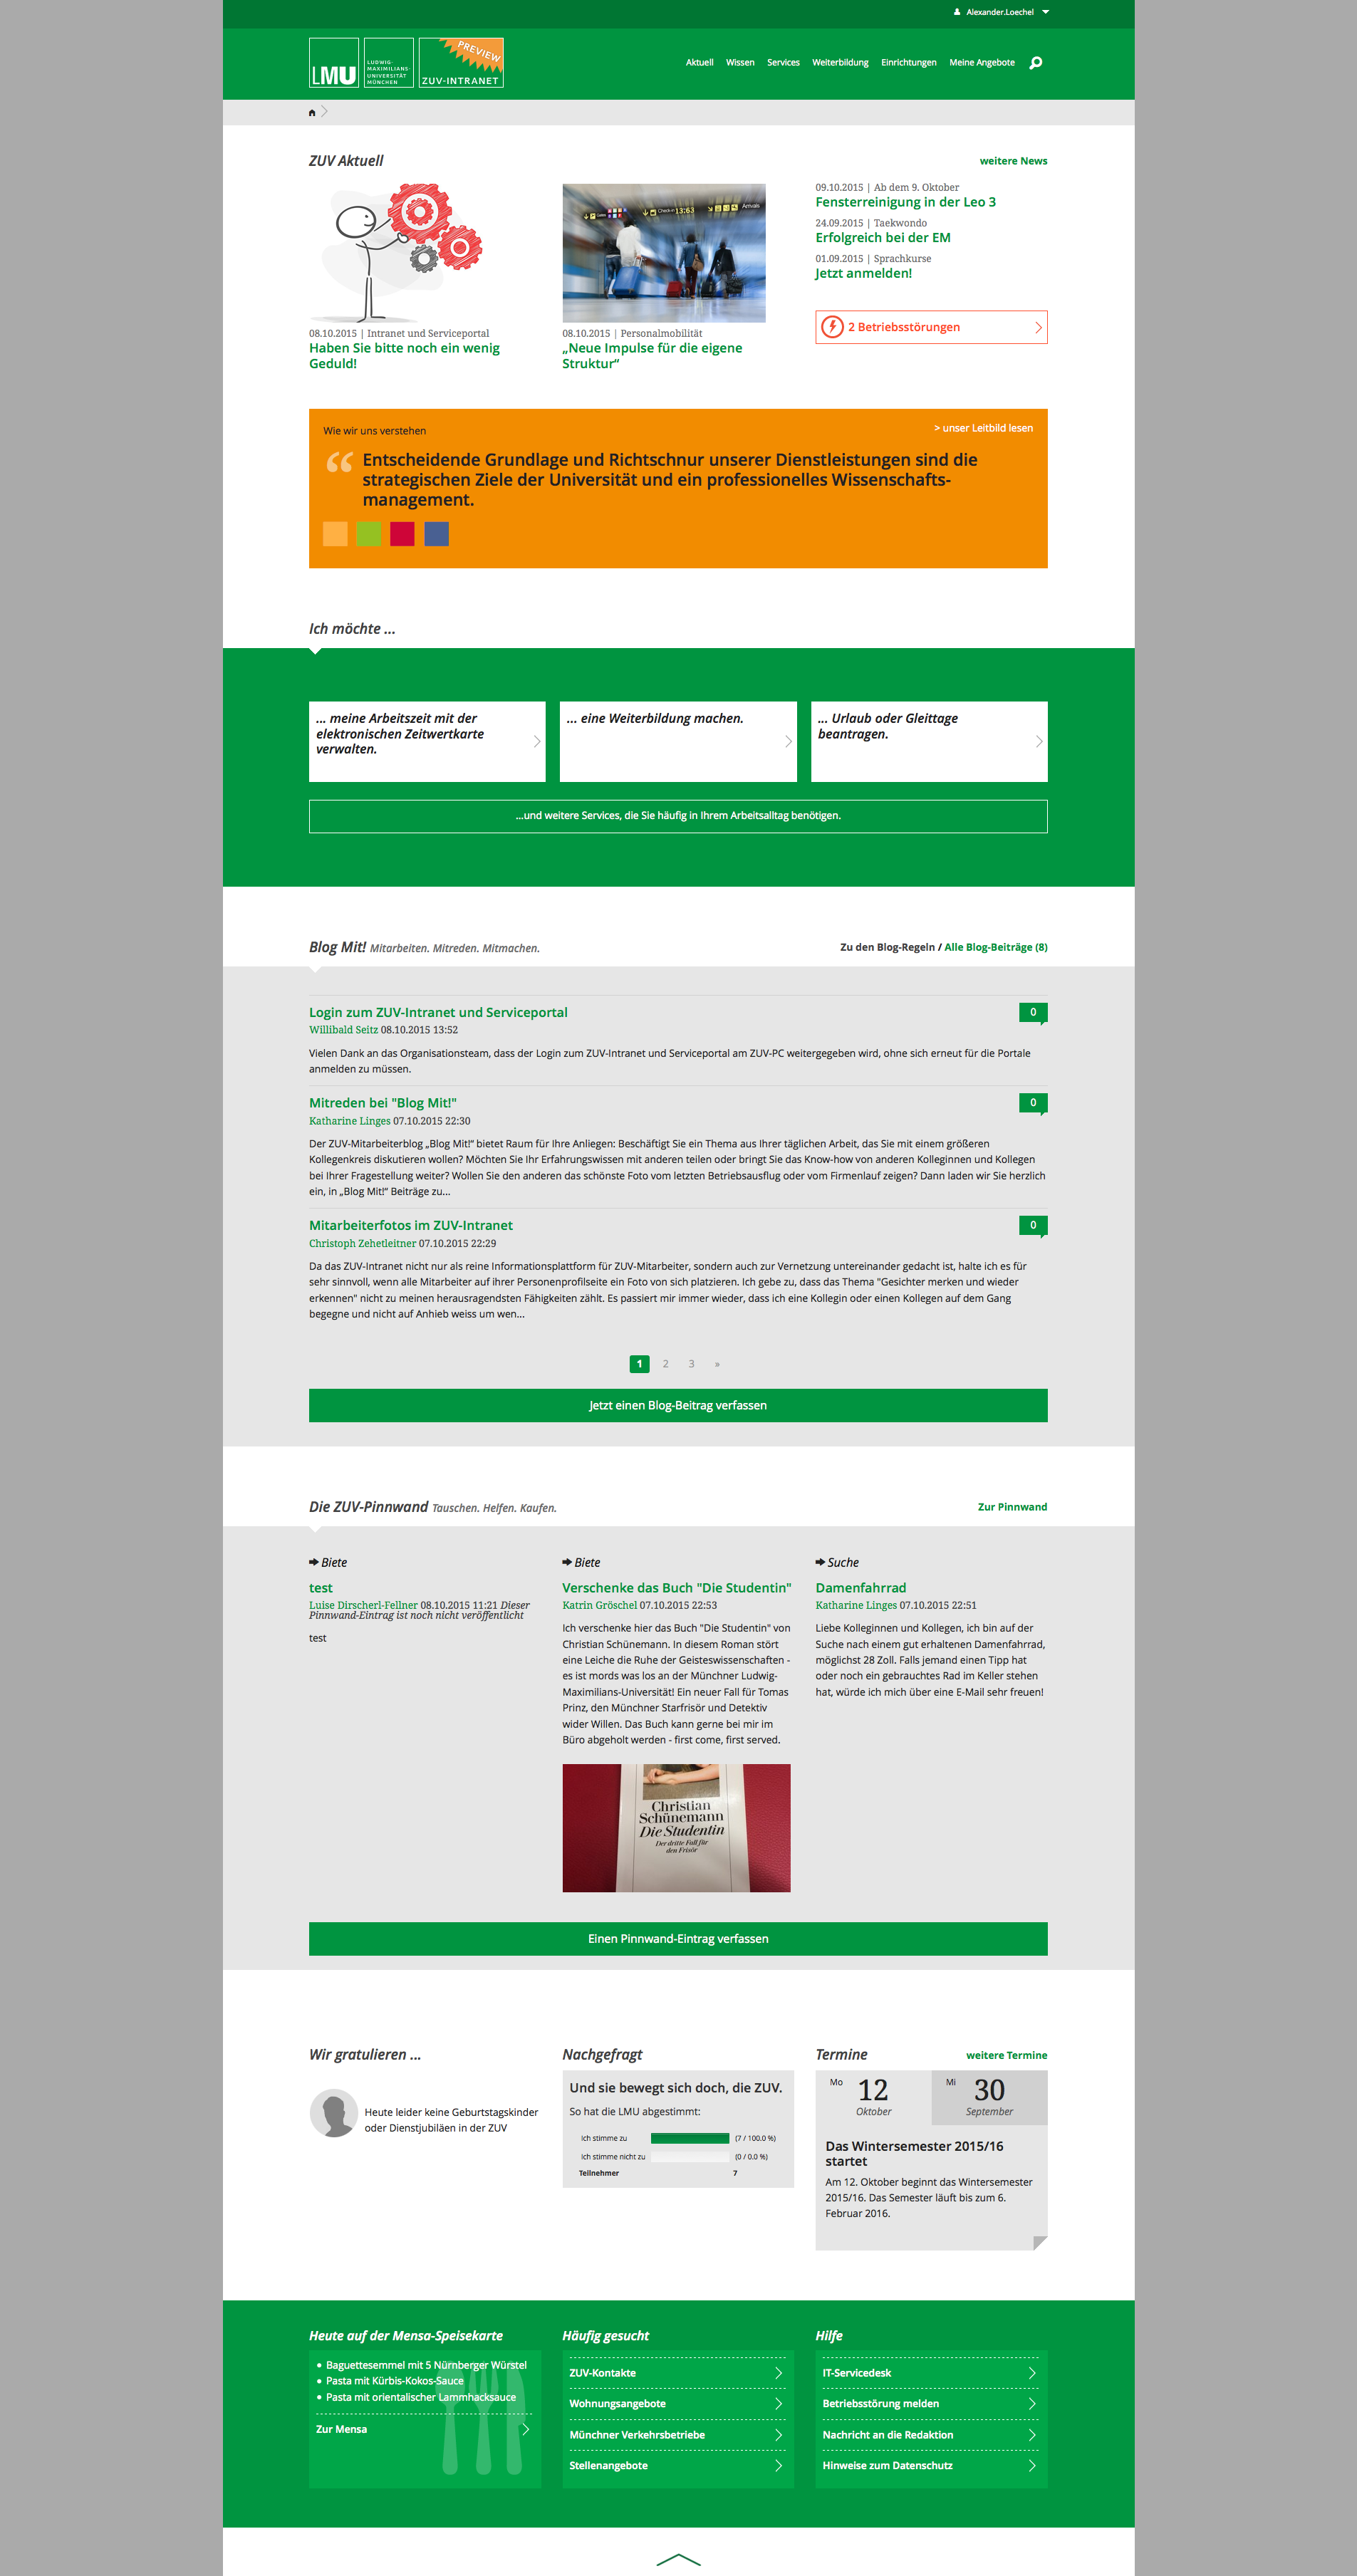 Alexander.Loechel
LMU
LUDWIG-
MAXIMILIANS-
UNIVERSITÄT
MÜNCHEN
PREVIEW
ZUV-INTRANET
Aktuell Wissen Services Weiterbildung Einrichtungen Meine Angebote
ZUV Aktuell
weitere News
08.10.2015 | Intranet und Serviceportal
Haben Sie bitte noch ein wenig
Geduld!
Check-in 13:63
Arrivals
08.10.2015 | Personalmobilität
„Neue Impulse für die eigene
Struktur“
09.10.2015 | Ab dem 9. Oktober
Fensterreinigung in der Leo 3
24.09.2015 | Taekwondo
Erfolgreich bei der EM
01.09.2015 | Sprachkurse
Jetzt anmelden!
2 Betriebsstörungen
Wie wir uns verstehen
> unser Leitbild lesen
“ Entscheidende Grundlage und Richtschnur unserer Dienstleistungen sind die
strategischen Ziele der Universität und ein professionelles Wissenschafts-
management.
Ich möchte ...
... meine Arbeitszeit mit der
elektronischen Zeitwertkarte
verwalten.
... eine Weiterbildung machen.
... Urlaub oder Gleittage
beantragen.
...und weitere Services, die Sie häufig in Ihrem Arbeitsalltag benötigen.
Blog Mit! Mitarbeiten. Mitreden. Mitmachen.
Zu den Blog-Regeln / Alle Blog-Beiträge (8)
Login zum ZUV-Intranet und Serviceportal
0
Willibald Seitz 08.10.2015 13:52
Vielen Dank an das Organisationsteam, dass der Login zum ZUV-Intranet und Serviceportal am ZUV-PC weitergegeben wird, ohne sich erneut für die Portale
anmelden zu müssen.
Mitreden bei "Blog Mit!"
0
Katharine Linges 07.10.2015 22:30
Der ZUV-Mitarbeiterblog „Blog Mit!“ bietet Raum für Ihre Anliegen: Beschäftigt Sie ein Thema aus Ihrer täglichen Arbeit, das Sie mit einem größeren
Kollegenkreis diskutieren wollen? Möchten Sie Ihr Erfahrungswissen mit anderen teilen oder bringt Sie das Know-how von anderen Kolleginnen und Kollegen
bei Ihrer Fragestellung weiter? Wollen Sie den anderen das schönste Foto vom letzten Betriebsausflug oder vom Firmenlauf zeigen? Dann laden wir Sie herzlich
ein, in „Blog Mit!“ Beiträge zu...
Mitarbeiterfotos im ZUV-Intranet
0
Christoph Zehetleitner 07.10.2015 22:29
Da das ZUV-Intranet nicht nur als reine Informationsplattform für ZUV-Mitarbeiter, sondern auch zur Vernetzung untereinander gedacht ist, halte ich es für
sehr sinnvoll, wenn alle Mitarbeiter auf ihrer Personenprofilseite ein Foto von sich platzieren. Ich gebe zu, dass das Thema "Gesichter merken und wieder
erkennen" nicht zu meinen herausragendsten Fähigkeiten zählt. Es passiert mir immer wieder, dass ich eine Kollegin oder einen Kollegen auf dem Gang
begegne und nicht auf Anhieb weiss um wen...
1 2 3 »
Jetzt einen Blog-Beitrag verfassen
Die ZUV-Pinnwand Tauschen. Helfen. Kaufen.
Zur Pinnwand
Biete
test
Luise Dirscherl-Fellner 08.10.2015 11:21 Dieser
Pinnwand-Eintrag ist noch nicht veröffentlicht
test
Biete
Verschenke das Buch "Die Studentin"
Katrin Gröschel 07.10.2015 22:53
Ich verschenke hier das Buch "Die Studentin" von
Christian Schünemann. In diesem Roman stört
eine Leiche die Ruhe der Geisteswissenschaften -
es ist mords was los an der Münchner Ludwig-
Maximilians-Universität! Ein neuer Fall für Tomas
Prinz, den Münchner Starfrisör und Detektiv
wider Willen. Das Buch kann gerne bei mir im
Büro abgeholt werden - first come, first served.
Christian
Schünemann
Die Studentin
Der dritte Fall für
den Frisör
Suche
Damenfahrrad
Katharine Linges 07.10.2015 22:51
Liebe Kolleginnen und Kollegen, ich bin auf der
Suche nach einem gut erhaltenen Damenfahrrad,
möglichst 28 Zoll. Falls jemand einen Tipp hat
oder noch ein gebrauchtes Rad im Keller stehen
hat, würde ich mich über eine E-Mail sehr freuen!
Einen Pinnwand-Eintrag verfassen
Wir gratulieren ...
Heute leider keine Geburtstagskinder
oder Dienstjubiläen in der ZUV
Nachgefragt
Und sie bewegt sich doch, die ZUV.
So hat die LMU abgestimmt:
Ich stimme zu (7 / 100.0 %)
Ich stimme nicht zu (0 / 0.0 %)
Teilnehmer 7
Termine
weitere Termine
Mo 12
Oktober
Mi 30
September
Das Wintersemester 2015/16
startet
Am 12. Oktober beginnt das Wintersemester
2015/16. Das Semester läuft bis zum 6.
Februar 2016.
Heute auf der Mensa-Speisekarte
• Baguettesemmel mit 5 Nürnberger Würstel
• Pasta mit Kürbis-Kokos-Sauce
• Pasta mit orientalischer Lammhacksauce
Zur Mensa
Häufig gesucht
ZUV-Kontakte
Wohnungsangebote
Münchner Verkehrsbetriebe
Stellenangebote
Hilfe
IT-Servicedesk
Betriebsstörung melden
Nachricht an die Redaktion
Hinweise zum Datenschutz